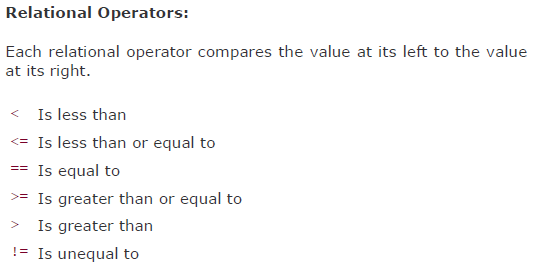 Relational Operators:
Each relational operator compares the value at its left to the value
at its right.
< Is less than
<= Is less than or equal to
== Is equal to
>= Is greater than or equal to
> Is greater than
!= Is unequal to